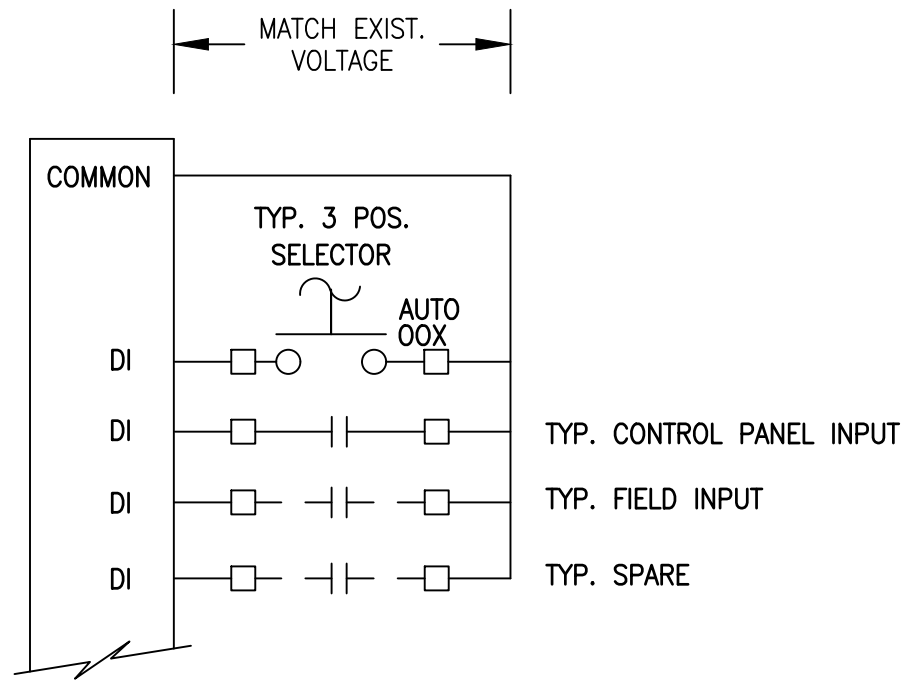 MATCH EXIST.
VOLTAGE
COMMON
TYP. 3 POS.
SELECTOR
AUTO
OOX
DI
DI
TYP. CONTROL PANEL INPUT
DI
TYP. FIELD INPUT
DI
TYP. SPARE